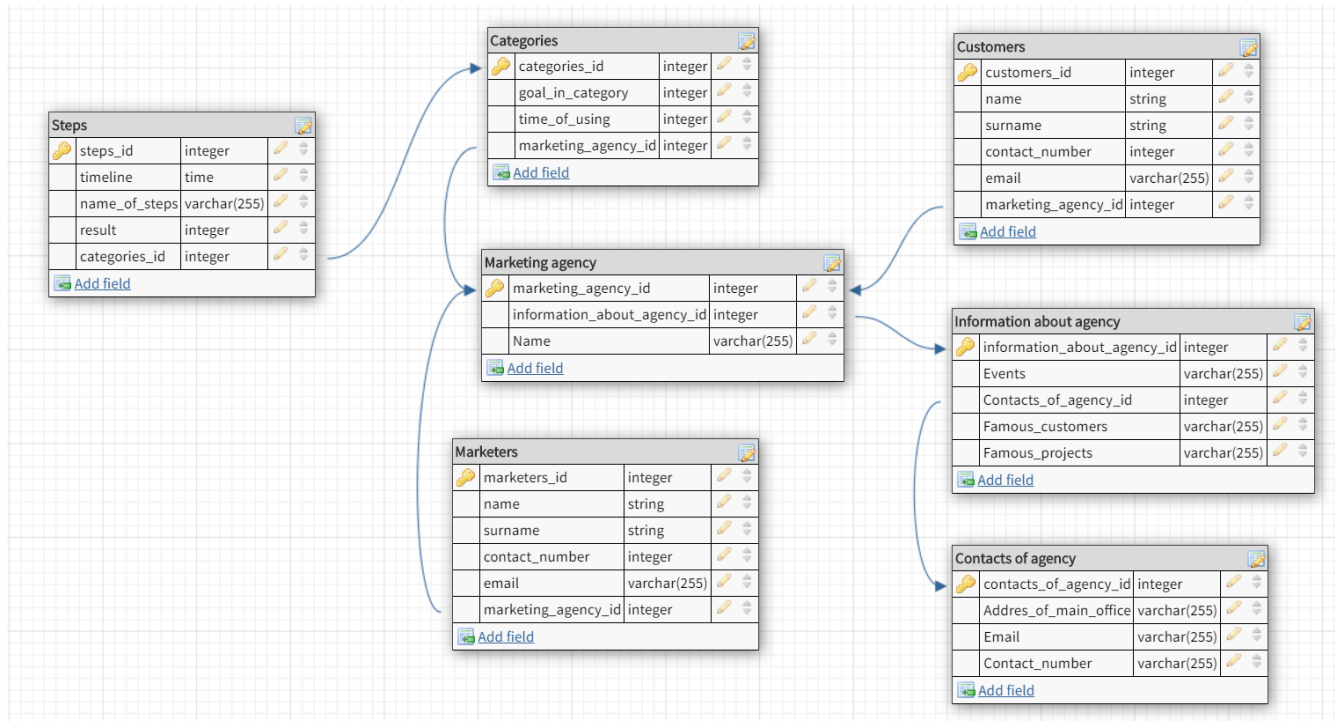 Steps
steps_id integer
timeline time
name_of_steps varchar(255)
result integer
categories_id integer
Add field
Categories
categories_id integer
goal_in_category integer
time_of_using integer
marketing_agency_id integer
Add field
Marketing agency
marketing_agency_id integer
information_about_agency_id integer
Name varchar(255)
Add field
Marketers
marketers_id integer
name string
surname string
contact_number integer
email varchar(255)
marketing_agency_id integer
Add field
Customers
customers_id integer
name string
surname string
contact_number integer
email varchar(255)
marketing_agency_id integer
Add field
Information about agency
information_about_agency_id integer
Events varchar(255)
Contacts_of_agency_id integer
Famous_customers varchar(255)
Famous_projects varchar(255)
Add field
Contacts of agency
contacts_of_agency_id integer
Addres_of_main_office varchar(255)
Email varchar(255)
Contact_number varchar(255)
Add field